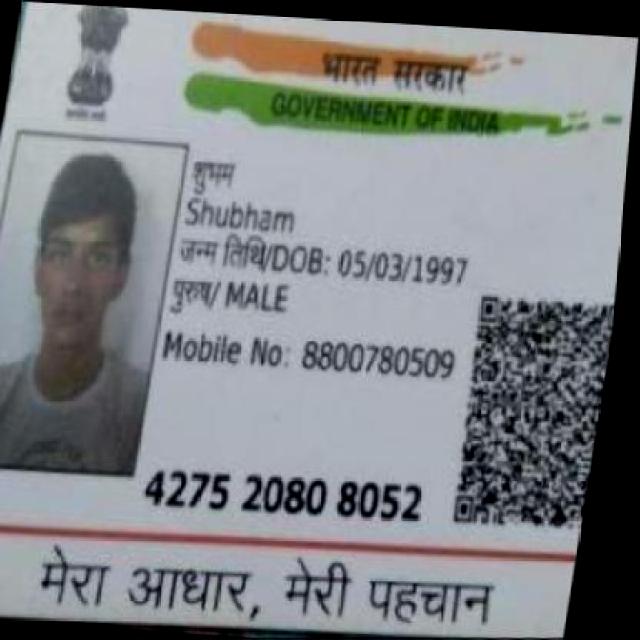 भारत सरकार
GOVERNMENT OF INDIA
शुभम
Shubham
जन्म तिथि/DOB: 05/03/1997
पुरुष/ MALE
Mobile No: 8800780509
4275 2080 8052
मेरा आधार, मेरी पहचान